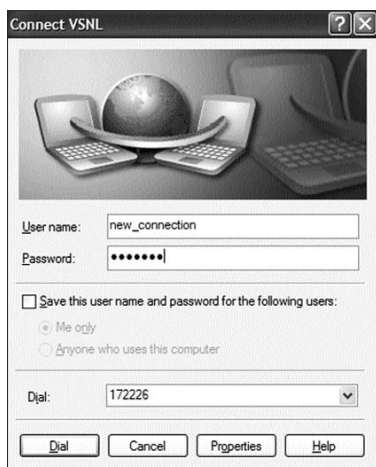 Connect VSNL
User name: new_connection
Password: •••••••
Save this user name and password for the following users:
Me only
Anyone who uses this computer
Dial: 172226
Dial Cancel Properties Help